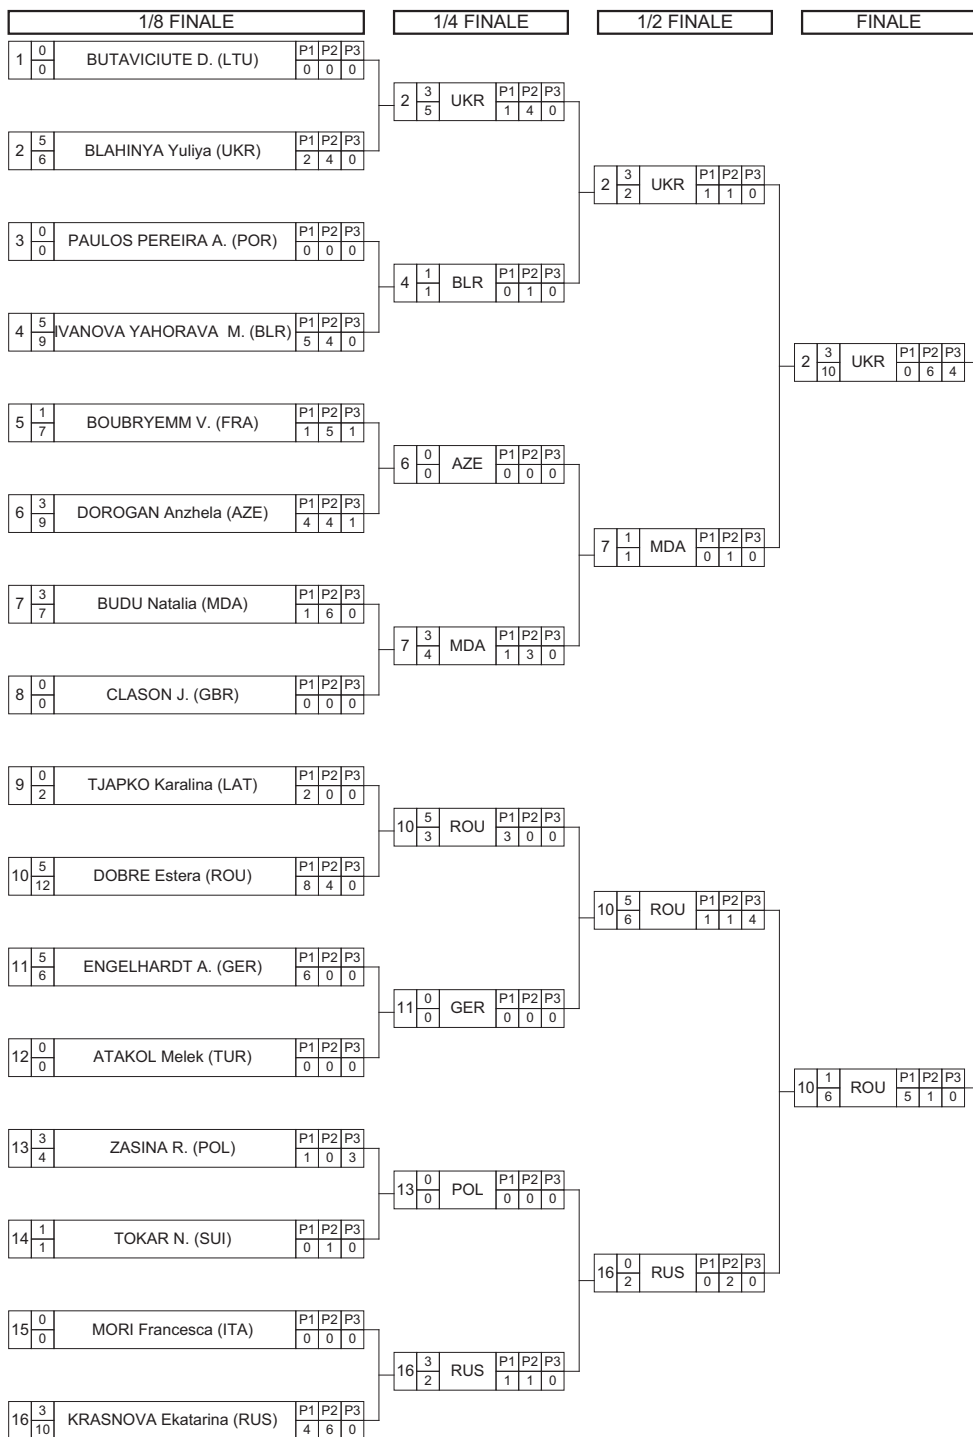 1/8 FINALE 1/4 FINALE 1/2 FINALE FINALE
1 0 0 BUTAVICIUTE D. (LTU) P1 P2 P3 0 0 0
2 3 5 UKR P1 P2 P3 1 4 0
2 5 6 BLAHINYA Yuliya (UKR) P1 P2 P3 2 4 0
2 3 2 UKR P1 P2 P3 1 1 0
3 0 0 PAULOS PEREIRA A. (POR) P1 P2 P3 0 0 0
4 1 1 BLR P1 P2 P3 0 1 0
4 5 9 IVANOVA YAHORAVA M. (BLR) P1 P2 P3 5 4 0
2 3 10 UKR P1 P2 P3 0 6 4
5 1 7 BOUBRYEMM V. (FRA) P1 P2 P3 1 5 1
6 0 0 AZE P1 P2 P3 0 0 0
6 3 9 DOROGAN Anzhela (AZE) P1 P2 P3 4 4 1
7 1 1 MDA P1 P2 P3 0 1 0
7 3 7 BUDU Natalia (MDA) P1 P2 P3 1 6 0
7 3 4 MDA P1 P2 P3 1 3 0
8 0 0 CLASON J. (GBR) P1 P2 P3 0 0 0
9 0 2 TJAPKO Karalina (LAT) P1 P2 P3 2 0 0
10 5 3 ROU P1 P2 P3 3 0 0
10 5 12 DOBRE Estera (ROU) P1 P2 P3 8 4 0
10 5 6 ROU P1 P2 P3 1 1 4
11 5 6 ENGELHARDT A. (GER) P1 P2 P3 6 0 0
11 0 0 GER P1 P2 P3 0 0 0
12 0 0 ATAKOL Melek (TUR) P1 P2 P3 0 0 0
10 1 6 ROU P1 P2 P3 5 1 0
13 3 4 ZASINA R. (POL) P1 P2 P3 1 0 3
13 0 0 POL P1 P2 P3 0 0 0
14 1 1 TOKAR N. (SUI) P1 P2 P3 0 1 0
16 0 2 RUS P1 P2 P3 0 2 0
15 0 0 MORI Francesca (ITA) P1 P2 P3 0 0 0
16 3 2 RUS P1 P2 P3 1 1 0
16 3 10 KRASNOVA Ekatarina (RUS) P1 P2 P3 4 6 0